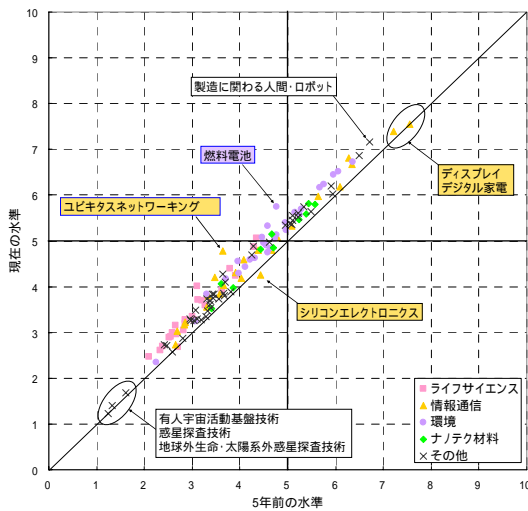 10
9
8
7
6
5
4
3
2
1
0
現在の水準
製造に関わる人間・ロボット
燃料電池
ディスプレイ
デジタル家電
ユビキタスネットワーキング
シリコンエレクトロニクス
有人宇宙活動基盤技術
惑星探査技術
地球外生命・太陽系外惑星探査技術
ライフサイエンス
情報通信
環境
ナノテク材料
その他
0 1 2 3 4 5 6 7 8 9 10
5年前の水準